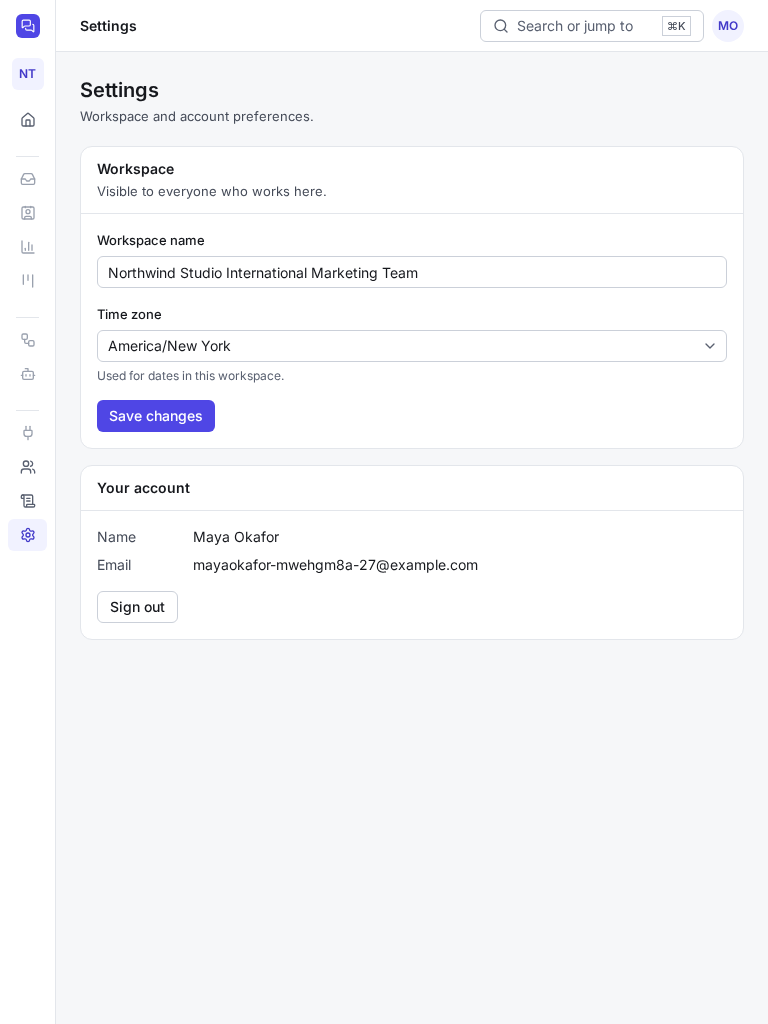 Settings
Search or jump to
⌘K
MO
NT
Settings
Workspace and account preferences.
Workspace
Visible to everyone who works here.
Workspace name
Northwind Studio International Marketing Team
Time zone
America/New York
Used for dates in this workspace.
Save changes
Your account
Name Maya Okafor
Email mayaokafor-mwehgm8a-27@example.com
Sign out